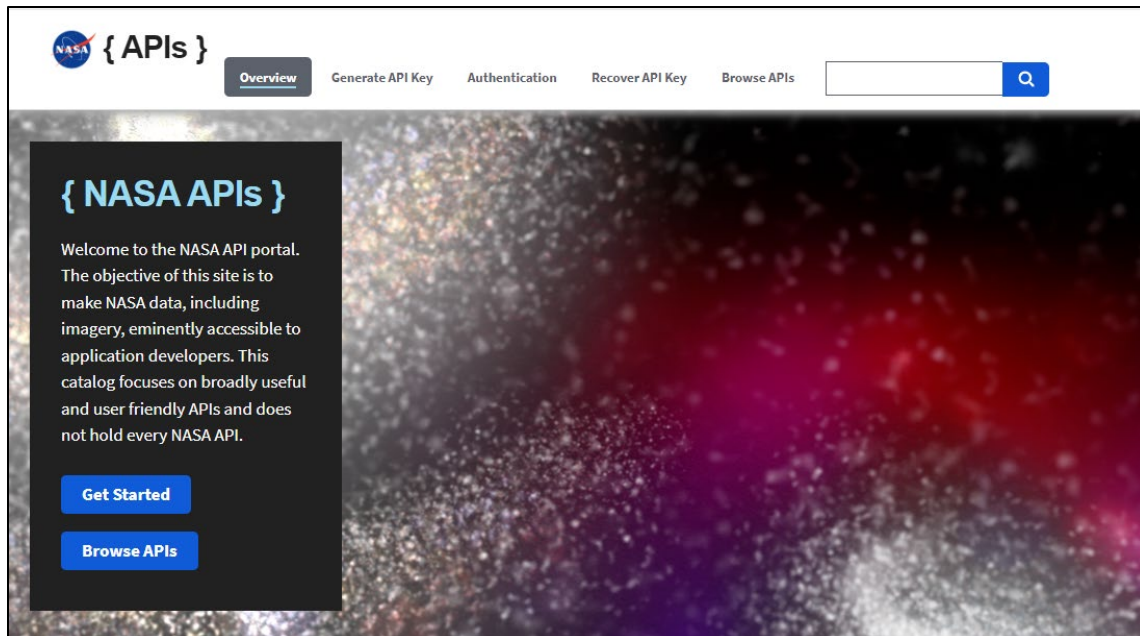 NASA { APIs }
Overview Generate API Key Authentication Recover API Key Browse APIs
{ NASA APIs }
Welcome to the NASA API portal.
The objective of this site is to
make NASA data, including
imagery, eminently accessible to
application developers. This
catalog focuses on broadly useful
and user friendly APIs and does
not hold every NASA API.
Get Started
Browse APIs